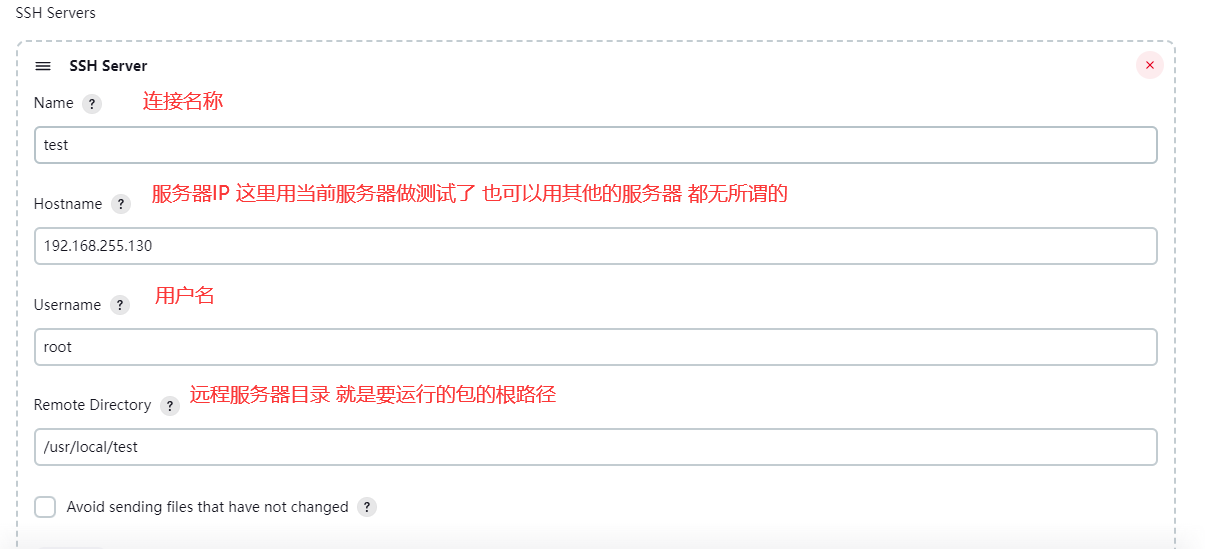 SSH Servers
SSH Server
Name ? 连接名称
test
Hostname ? 服务器IP 这里用当前服务器做测试了 也可以用其他的服务器 都无所谓的
192.168.255.130
Username ? 用户名
root
Remote Directory ? 远程服务器目录 就是要运行的包的根路径
/usr/local/test
Avoid sending files that have not changed ?